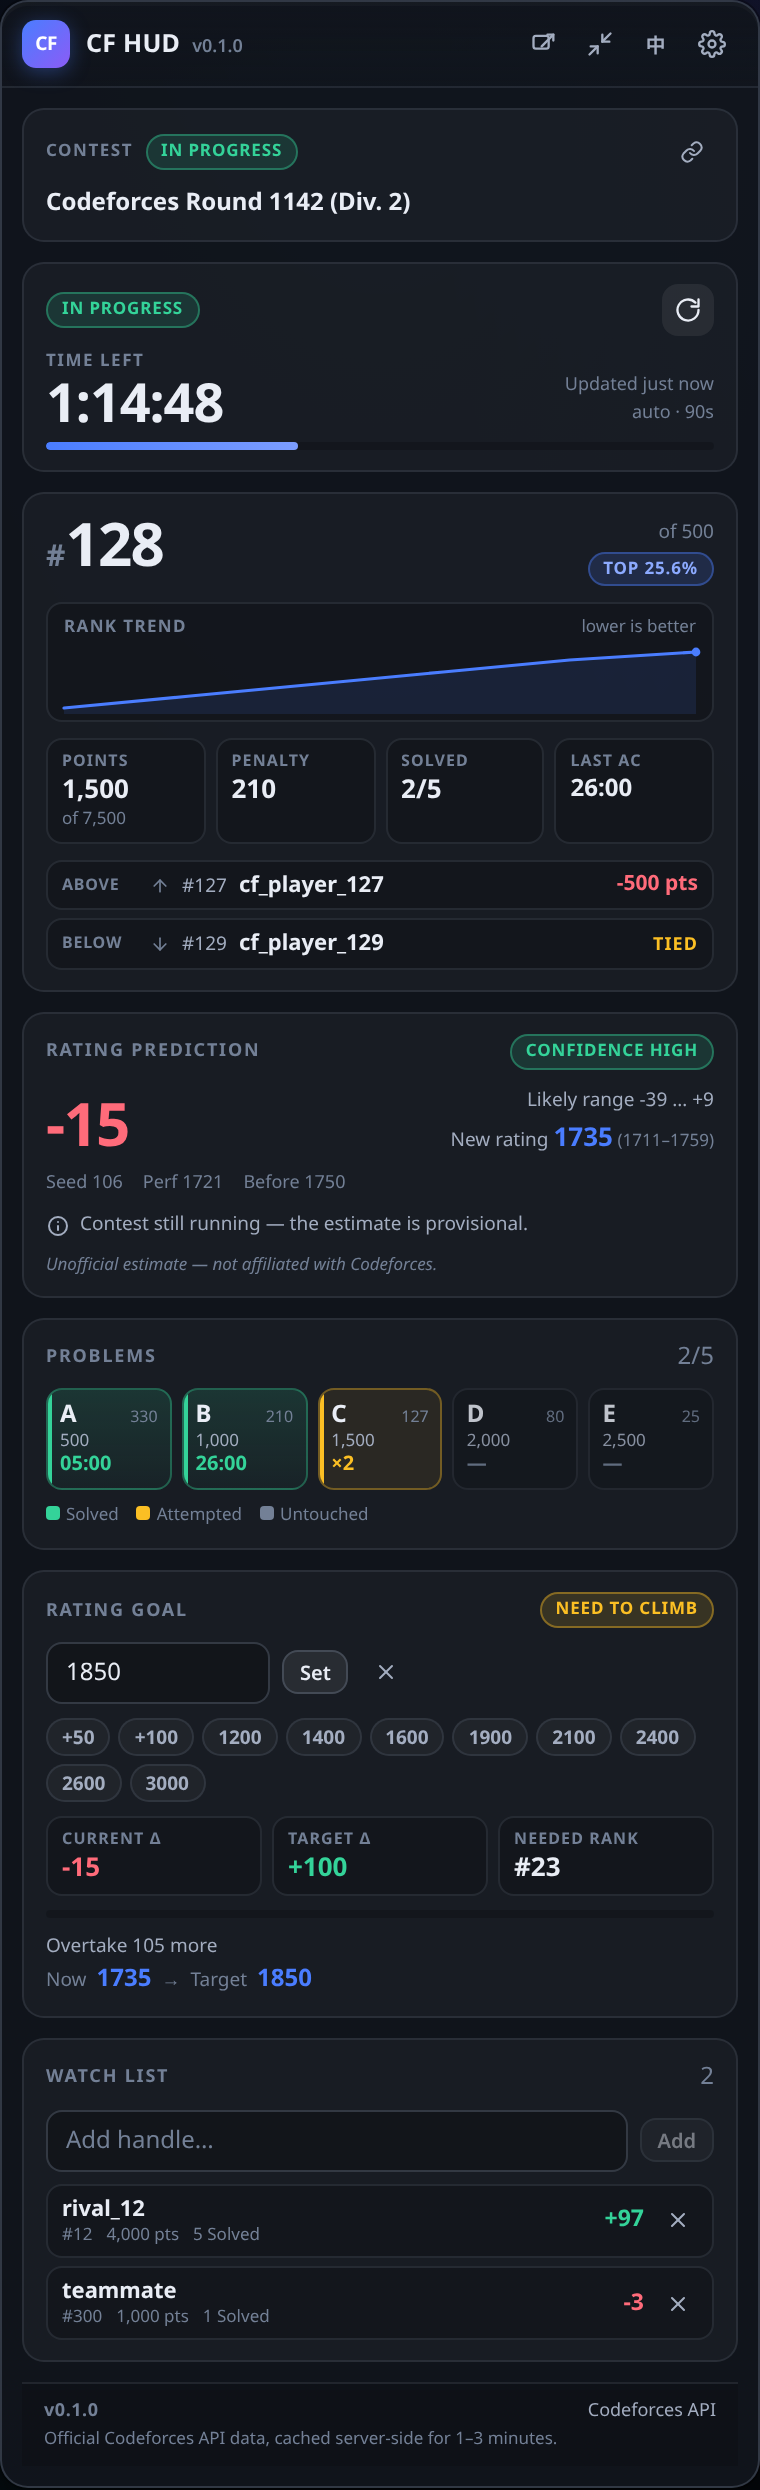 CF CF HUD v0.1.0 中
CONTEST IN PROGRESS
Codeforces Round 1142 (Div. 2)
IN PROGRESS
TIME LEFT
1:14:48
Updated just now
auto · 90s
#128
of 500
TOP 25.6%
RANK TREND lower is better
POINTS
1,500
of 7,500
PENALTY
210
SOLVED
2/5
LAST AC
26:00
ABOVE ↑ #127 cf_player_127 -500 pts
BELOW ↓ #129 cf_player_129 TIED
RATING PREDICTION CONFIDENCE HIGH
-15
Likely range -39 … +9
New rating 1735 (1711–1759)
Seed 106 Perf 1721 Before 1750
Contest still running — the estimate is provisional.
Unofficial estimate — not affiliated with Codeforces.
PROBLEMS 2/5
A 330
500
05:00
B 210
1,000
26:00
C 127
1,500
×2
D 80
2,000
—
E 25
2,500
—
Solved Attempted Untouched
RATING GOAL NEED TO CLIMB
1850 Set ×
+50 +100 1200 1400 1600 1900 2100 2400
2600 3000
CURRENT Δ
-15
TARGET Δ
+100
NEEDED RANK
#23
Overtake 105 more
Now 1735 → Target 1850
WATCH LIST 2
Add handle… Add
rival_12
#12 4,000 pts 5 Solved
+97 ×
teammate
#300 1,000 pts 1 Solved
-3 ×
v0.1.0 Codeforces API
Official Codeforces API data, cached server-side for 1–3 minutes.